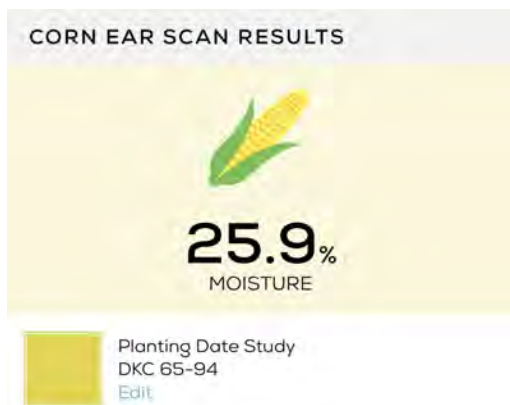 CORN EAR SCAN RESULTS
25.9%
MOISTURE
Planting Date Study
DKC 65-94
Edit